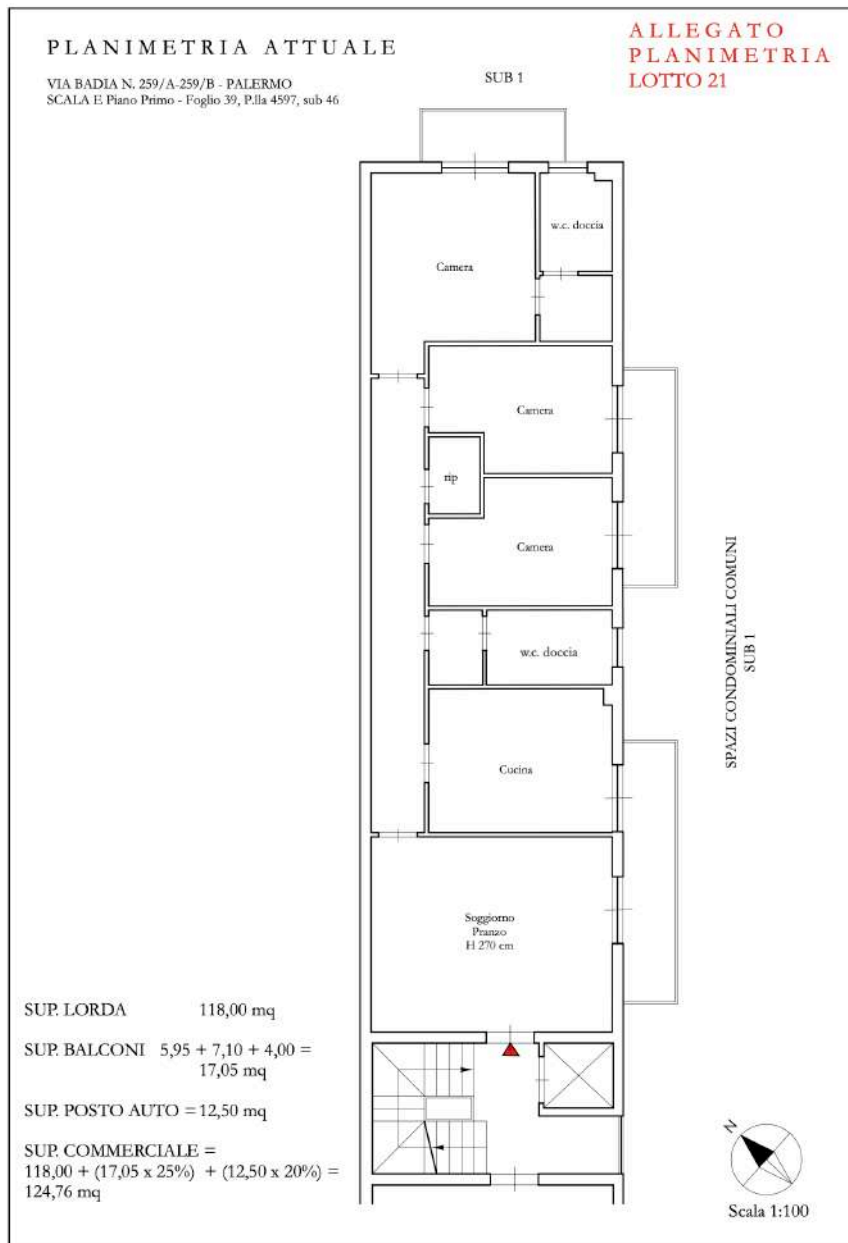 PLANIMETRIA ATTUALE
VIA BADIA N. 259/A-259/B - PALERMO
SCALA E Piano Primo - Foglio 39, P.lla 4597, sub 46
ALLEGATO
PLANIMETRIA
LOTTO 21
SUB 1
w.c. doccia
Camera
Camera
rip
Camera
w.c. doccia
Cucina
SPAZI CONDOMINIALI COMUNI
SUB 1
Soggiorno
Pranzo
H 270 cm
SUP. LORDA 118,00 mq
SUP. BALCONI 5,95 + 7,10 + 4,00 =
17,05 mq
SUP. POSTO AUTO = 12,50 mq
SUP. COMMERCIALE =
118,00 + (17,05 x 25%) + (12,50 x 20%) =
124,76 mq
N
Scala 1:100